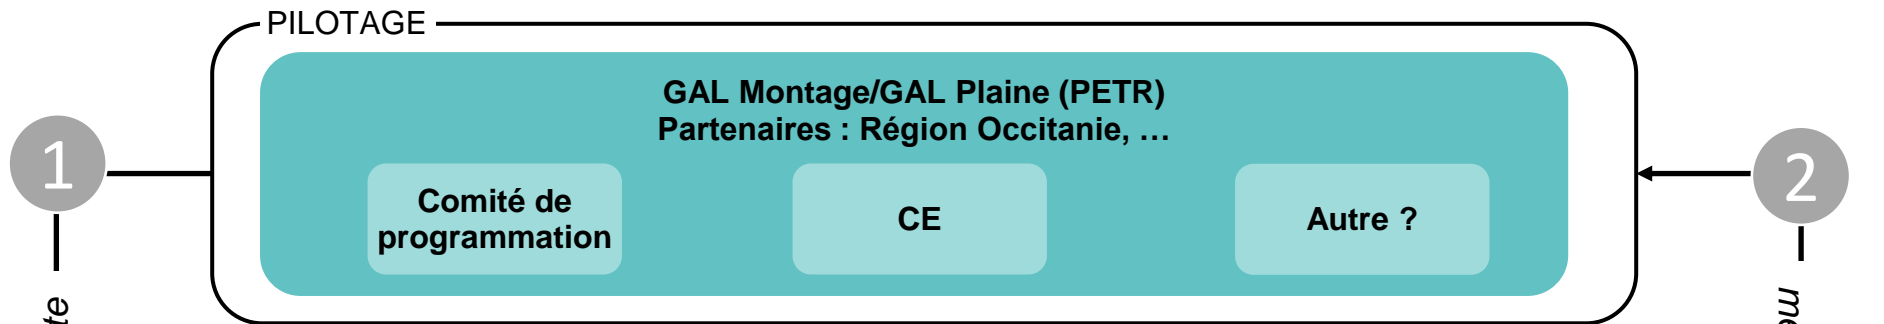 PILOTAGE
GAL Montage/GAL Plaine (PETR)
Partenaires : Région Occitanie, …
1
2
Comité de
programmation
CE
Autre ?